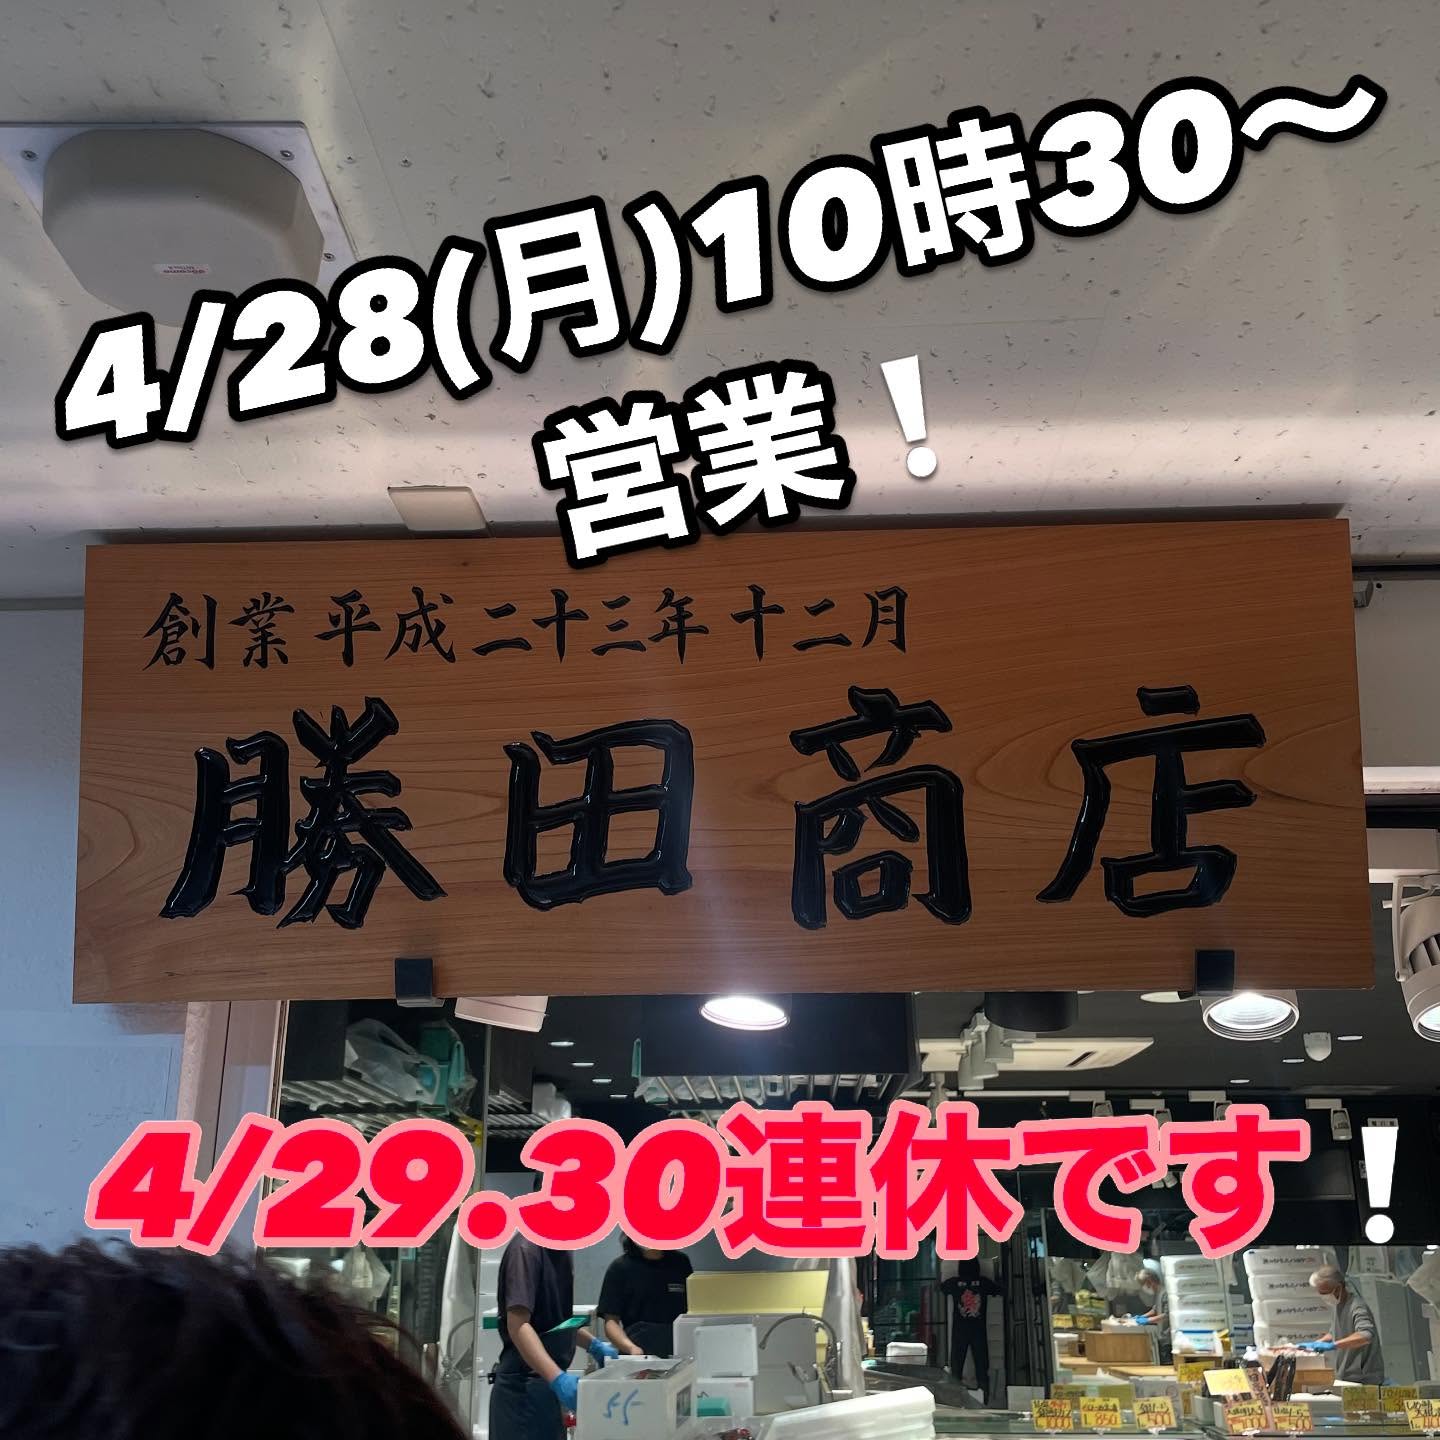 4/28(月)10時30〜
営業❕
創業 平成二十三年十二月
勝田商店
4/29.30連休です❕
docomo